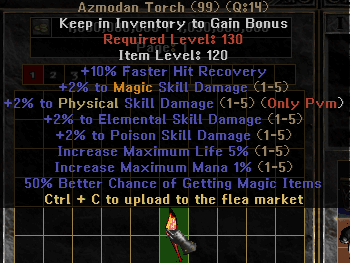 Azmodan Torch (99) (Q:14)
Keep in Inventory to Gain Bonus
Required Level: 130
Item Level: 120
+10% Faster Hit Recovery
+2% to Magic Skill Damage (1-5)
+2% to Physical Skill Damage (1-5) (Only Pvm)
+2% to Elemental Skill Damage (1-5)
+2% to Poison Skill Damage (1-5)
Increase Maximum Life 5% (1-5)
Increase Maximum Mana 1% (1-5)
50% Better Chance of Getting Magic Items
Ctrl + C to upload to the flea market